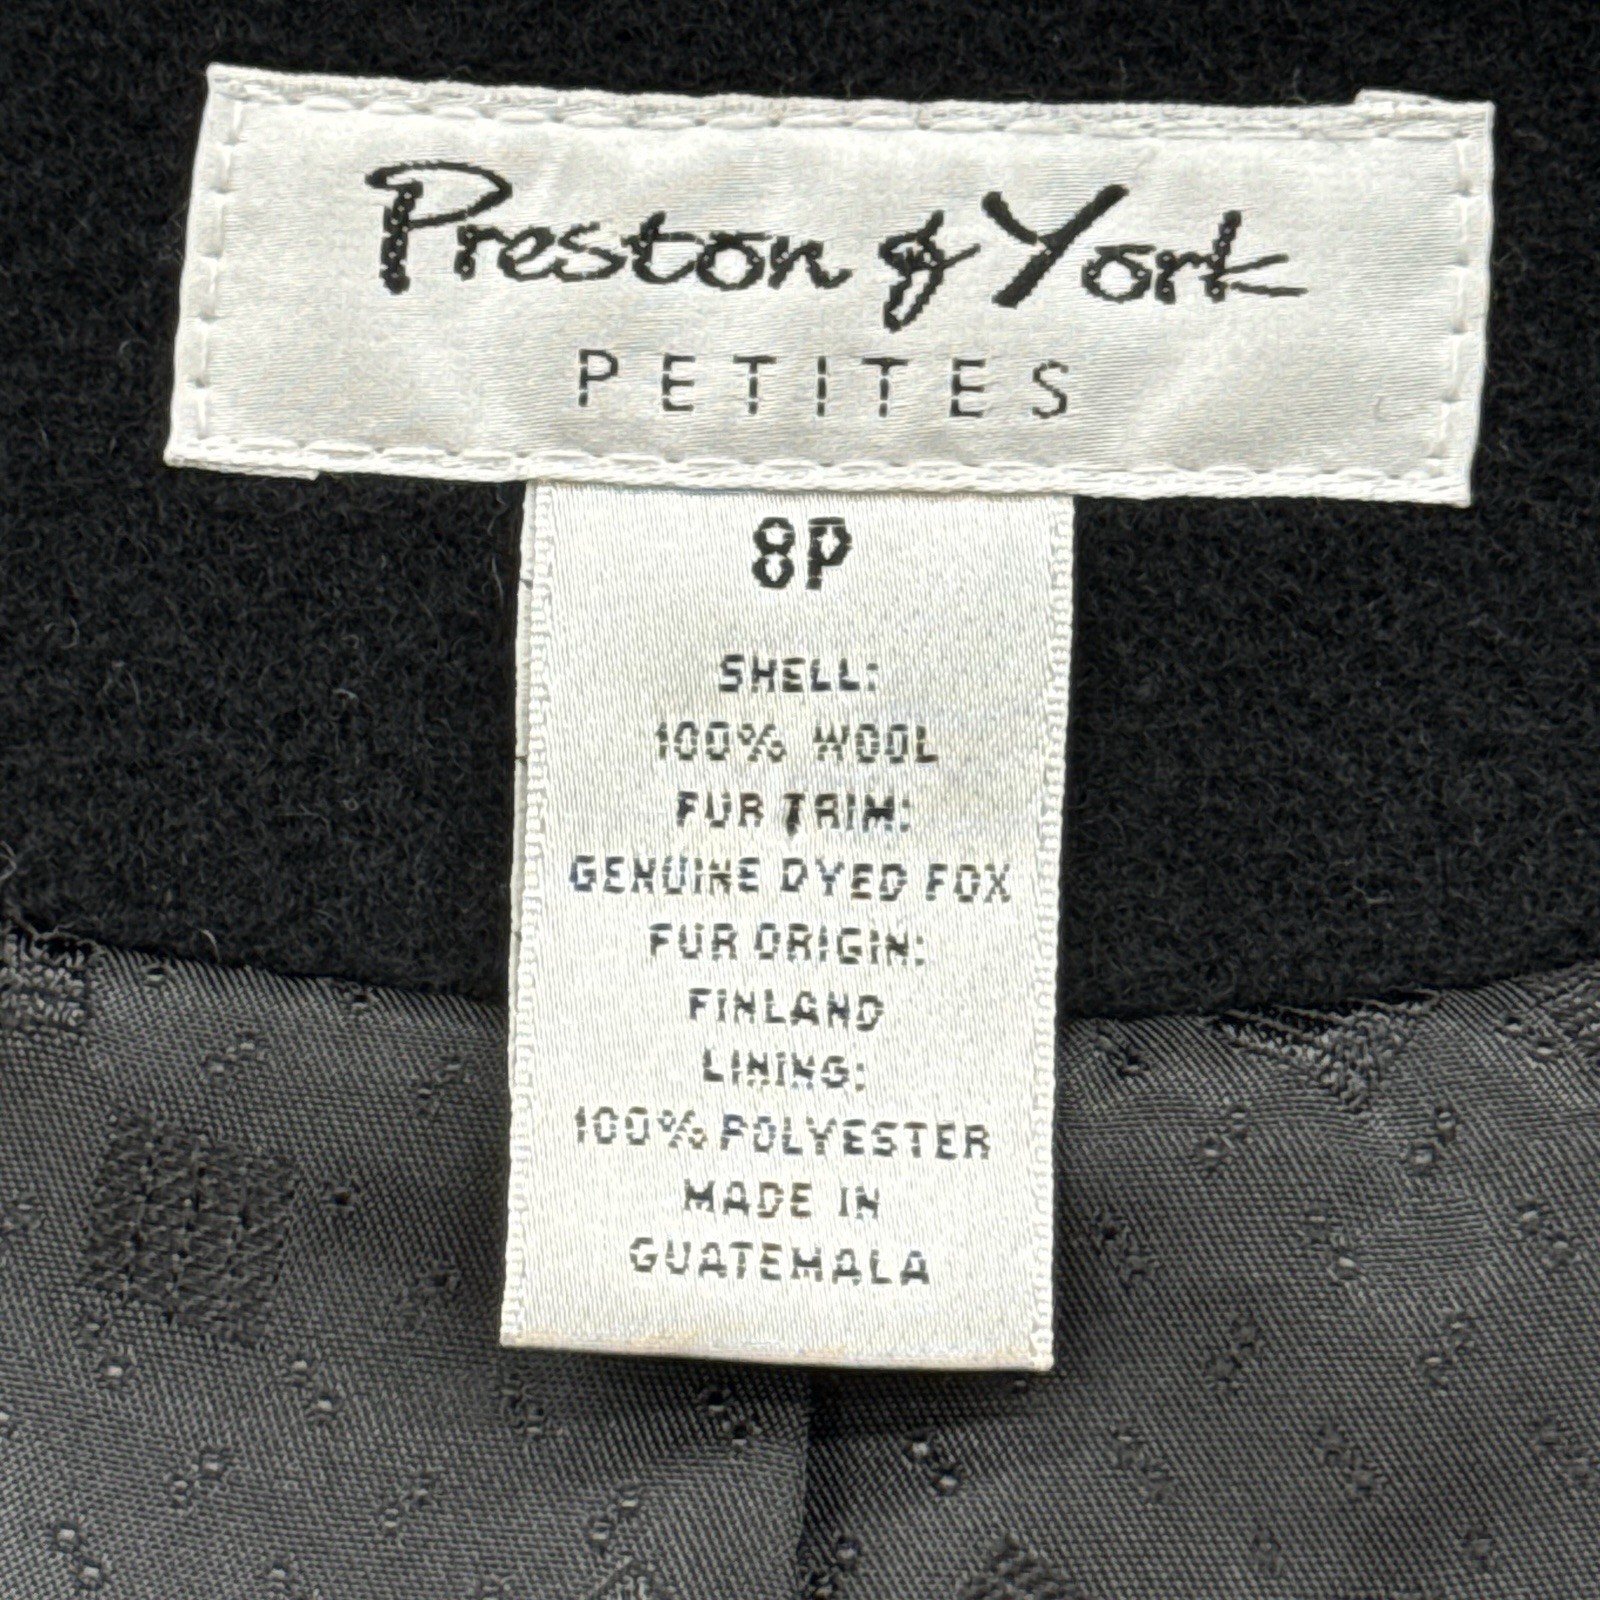 Preston & York
PETITES
8P
SHELL:
100% WOOL
FUR TRIM:
GENUINE DYED FOX
FUR ORIGIN:
FINLAND
LINING:
100% POLYESTER
MADE IN
GUATEMALA